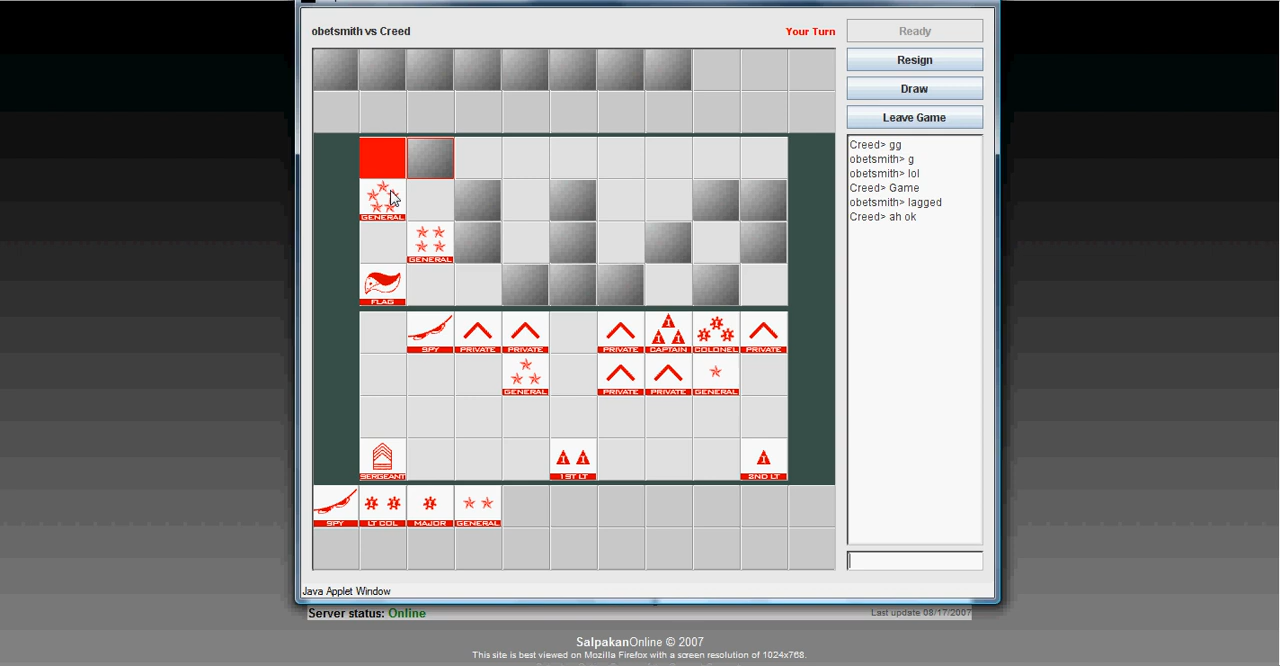 obetsmith vs Creed
Your Turn
Ready
Resign
Draw
Leave Game
Creed> gg
obetsmith> g
obetsmith> lol
Creed> Game
obetsmith> lagged
Creed> ah ok
GENERAL
GENERAL
FLAG
SPY PRIVATE PRIVATE PRIVATE CAPTAIN COLONEL PRIVATE
GENERAL PRIVATE PRIVATE GENERAL
SERGEANT 1ST LT 2ND LT
SPY LT COL MAJOR GENERAL
Java Applet Window
Server status: Online
Last update 08/17/2007
SalpakanOnline © 2007
This site is best viewed on Mozilla Firefox with a screen resolution of 1024x768.